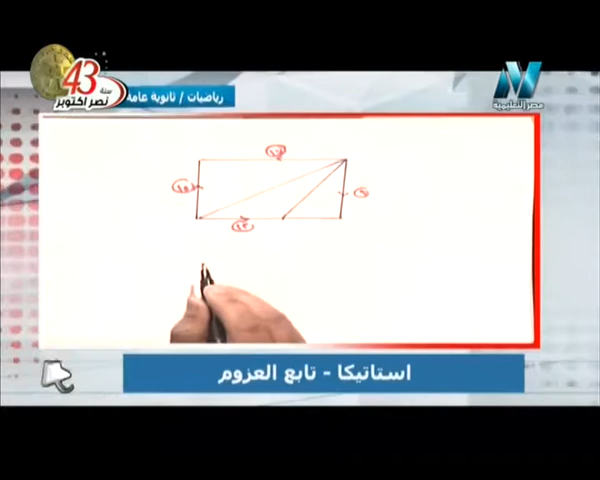 43
سنة
نصر اكتوبر
رياضيات / ثانوية عامة
مصر التعليمية
استاتيكا - تابع العزوم